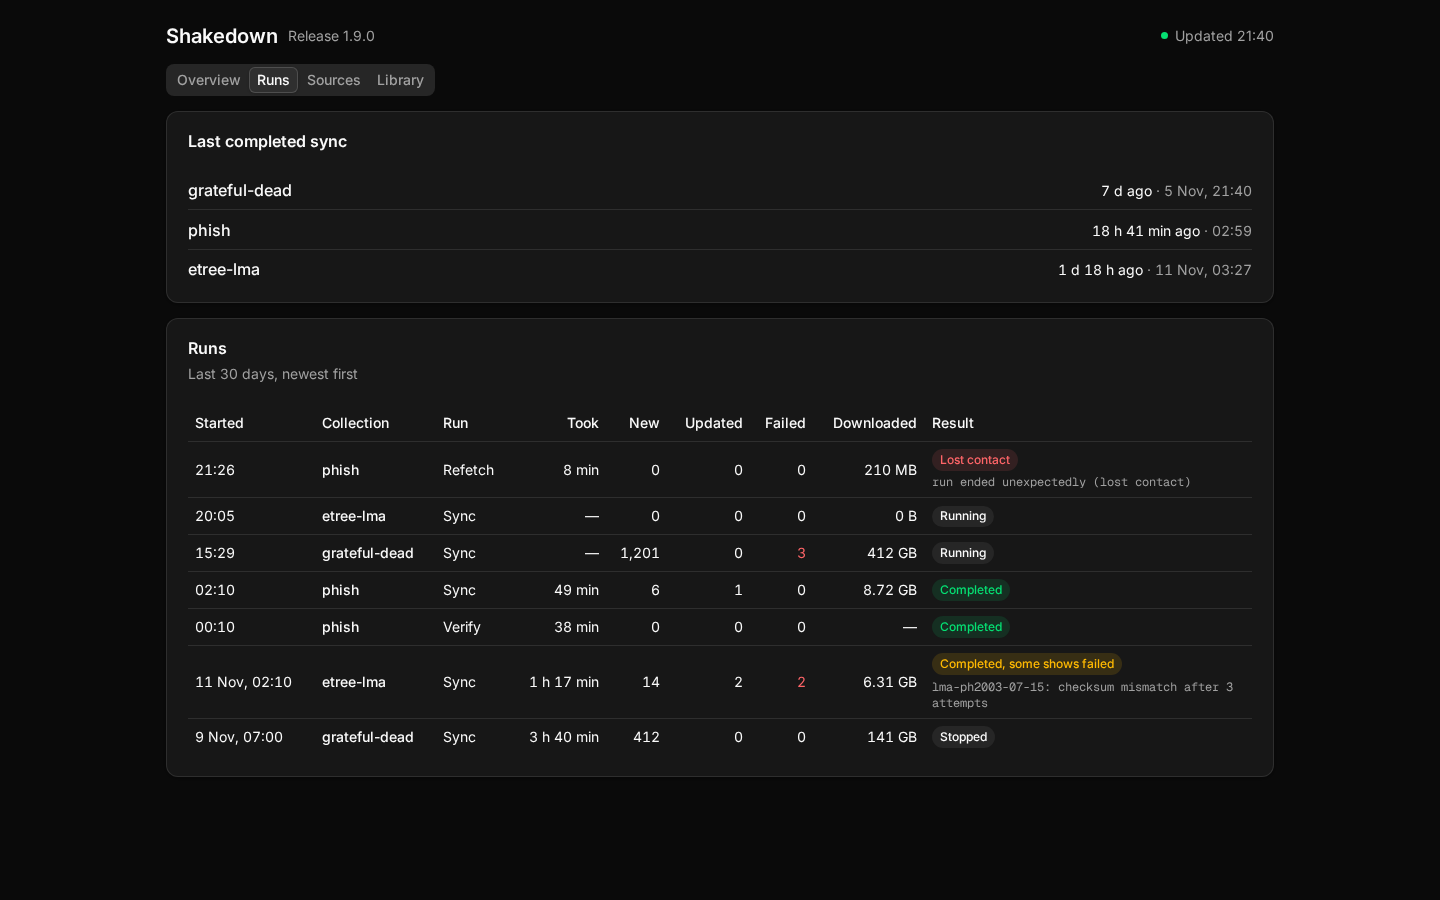 Shakedown Release 1.9.0 Updated 21:40
Overview Runs Sources Library
Last completed sync
grateful-dead 7 d ago · 5 Nov, 21:40
phish 18 h 41 min ago · 02:59
etree-lma 1 d 18 h ago · 11 Nov, 03:27
Runs
Last 30 days, newest first
Started Collection Run Took New Updated Failed Downloaded Result
21:26 phish Refetch 8 min 0 0 0 210 MB Lost contact
run ended unexpectedly (lost contact)
20:05 etree-lma Sync — 0 0 0 0 B Running
15:29 grateful-dead Sync — 1,201 0 3 412 GB Running
02:10 phish Sync 49 min 6 1 0 8.72 GB Completed
00:10 phish Verify 38 min 0 0 0 — Completed
11 Nov, 02:10 etree-lma Sync 1 h 17 min 14 2 2 6.31 GB Completed, some shows failed
lma-ph2003-07-15: checksum mismatch after 3
attempts
9 Nov, 07:00 grateful-dead Sync 3 h 40 min 412 0 0 141 GB Stopped